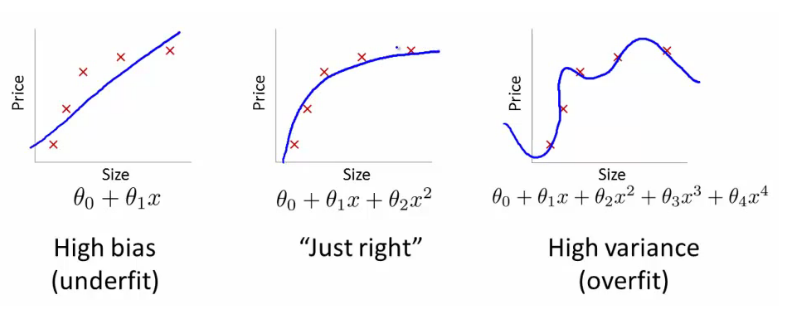 Price
Size
θ₀ + θ₁x
High bias
(underfit)
Price
Size
θ₀ + θ₁x + θ₂x²
“Just right”
Price
Size
θ₀ + θ₁x + θ₂x² + θ₃x³ + θ₄x⁴
High variance
(overfit)